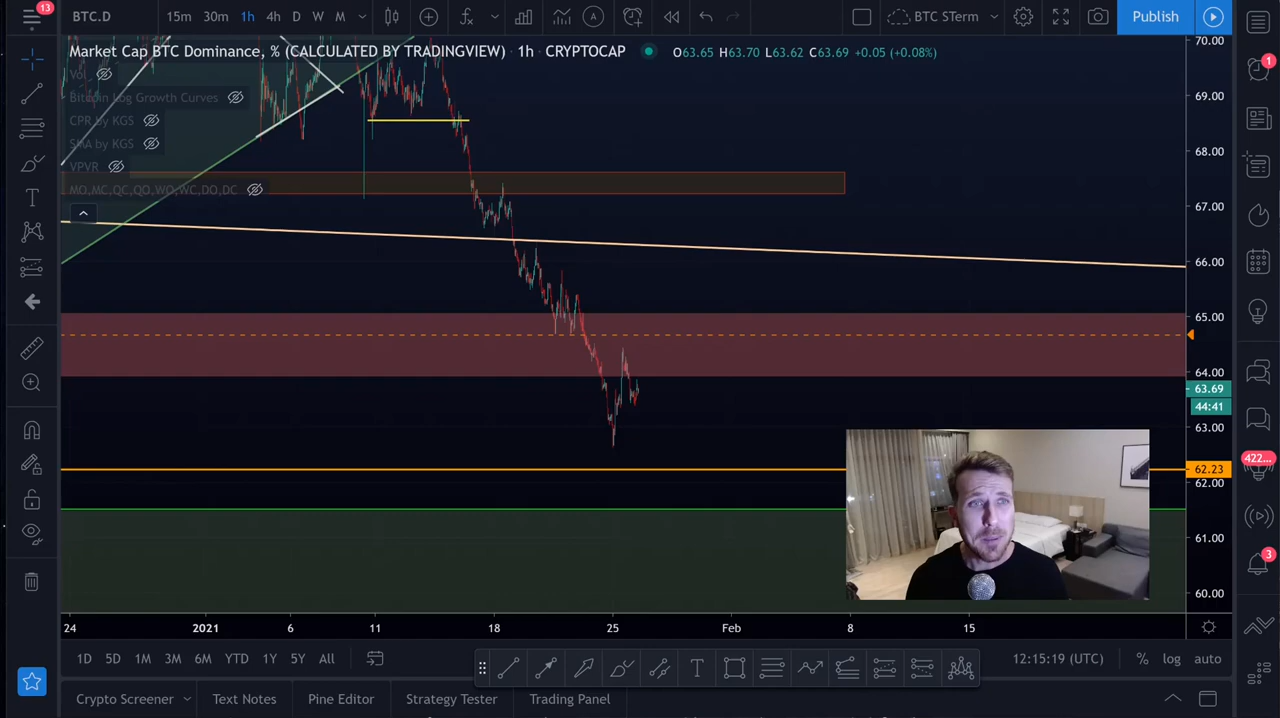 13
BTC.D 15m 30m 1h 4h D W M BTC STerm Publish
Market Cap BTC Dominance, % (CALCULATED BY TRADINGVIEW) · 1h · CRYPTOCAP O63.65 H63.70 L63.62 C63.69 +0.05 (+0.08%)
Vol
Bitcoin Log Growth Curves
CPR by KGS
SMA by KGS
VPVR
MO,MC,QC,QO,WO,WC,DO,DC
70.00
69.00
68.00
67.00
66.00
65.00
64.00
63.69
44:41
63.00
62.23
62.00
61.00
60.00
1
422...
3
24 2021 6 11 18 25 Feb 8 15
1D 5D 1M 3M 6M YTD 1Y 5Y All 12:15:19 (UTC) % log auto
Crypto Screener Text Notes Pine Editor Strategy Tester Trading Panel